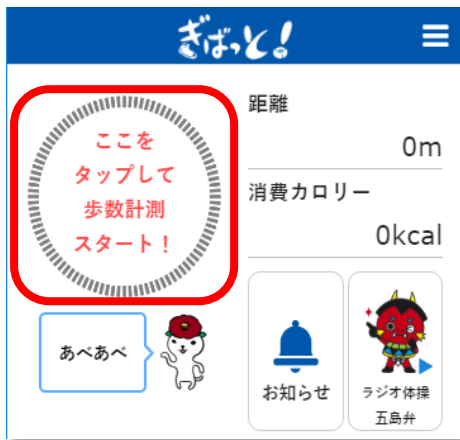 ぎばっと!
ここを
タップして
歩数計測
スタート!
距離
0m
消費カロリー
0kcal
あべあべ
お知らせ
ラジオ体操
五島弁